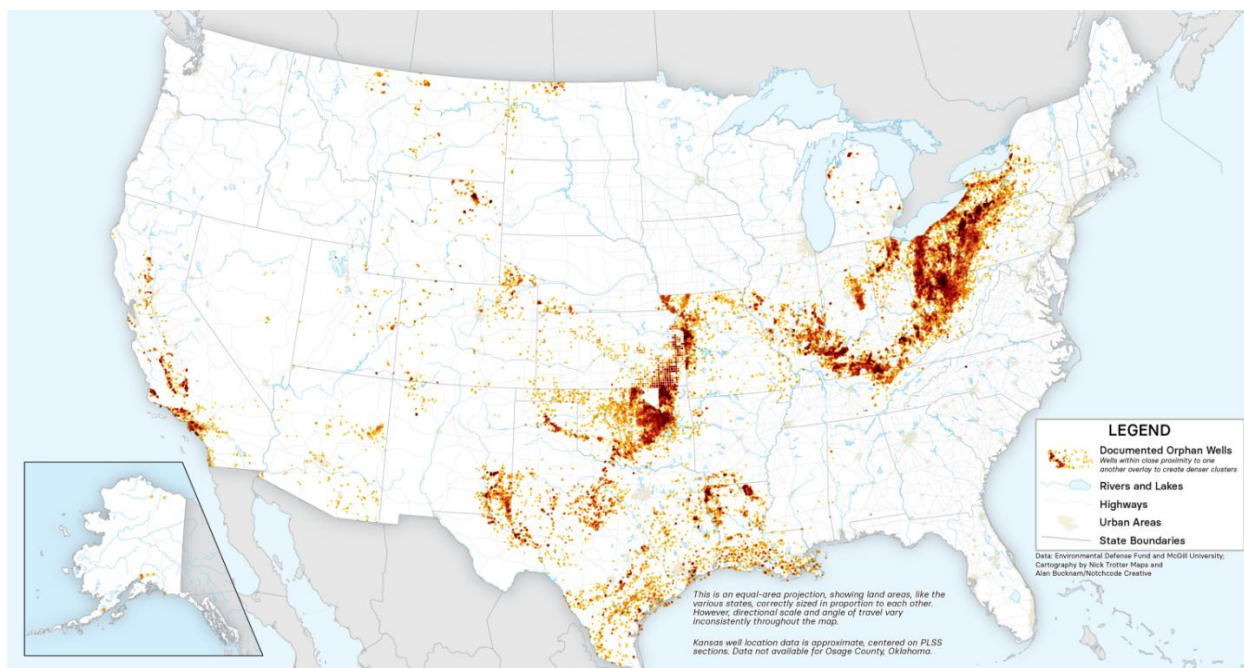 LEGEND
Documented Orphan Wells
Wells within close proximity to one
another overlay to create denser clusters
Rivers and Lakes
Highways
Urban Areas
State Boundaries
Data: Environmental Defense Fund and McGill University;
Cartography by Nick Trotter Maps and
Alan Bucknam/Notchcode Creative
This is an equal-area projection, showing land areas, like the
various states, correctly sized in proportion to each other.
However, directional scale and angle of travel vary
inconsistently throughout the map.
Kansas well location data is approximate, centered on PLSS
sections. Data not available for Osage County, Oklahoma.